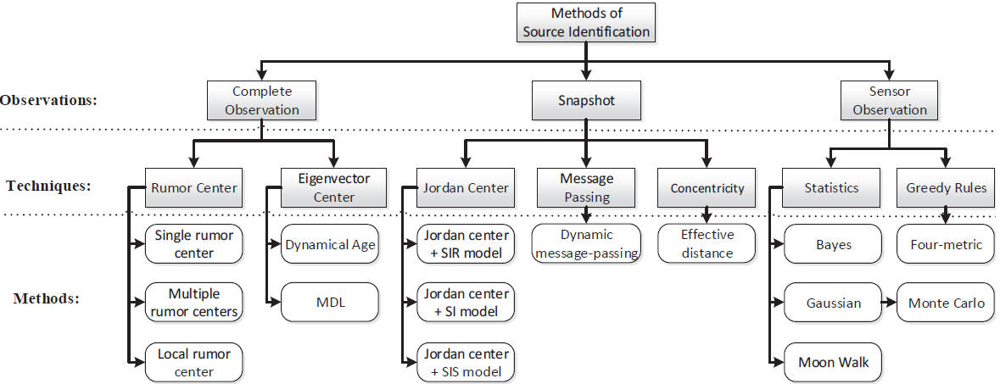 Methods of
Source Identification
Observations:
Complete
Observation
Snapshot
Sensor
Observation
Techniques:
Rumor Center
Eigenvector
Center
Jordan Center
Message
Passing
Concentricity
Statistics
Greedy Rules
Methods:
Single rumor
center
Dynamical Age
Jordan center
+ SIR model
Dynamic
message-passing
Effective
distance
Bayes
Four-metric
Multiple
rumor centers
MDL
Jordan center
+ SI model
Gaussian
Monte Carlo
Local rumor
center
Jordan center
+ SIS model
Moon Walk